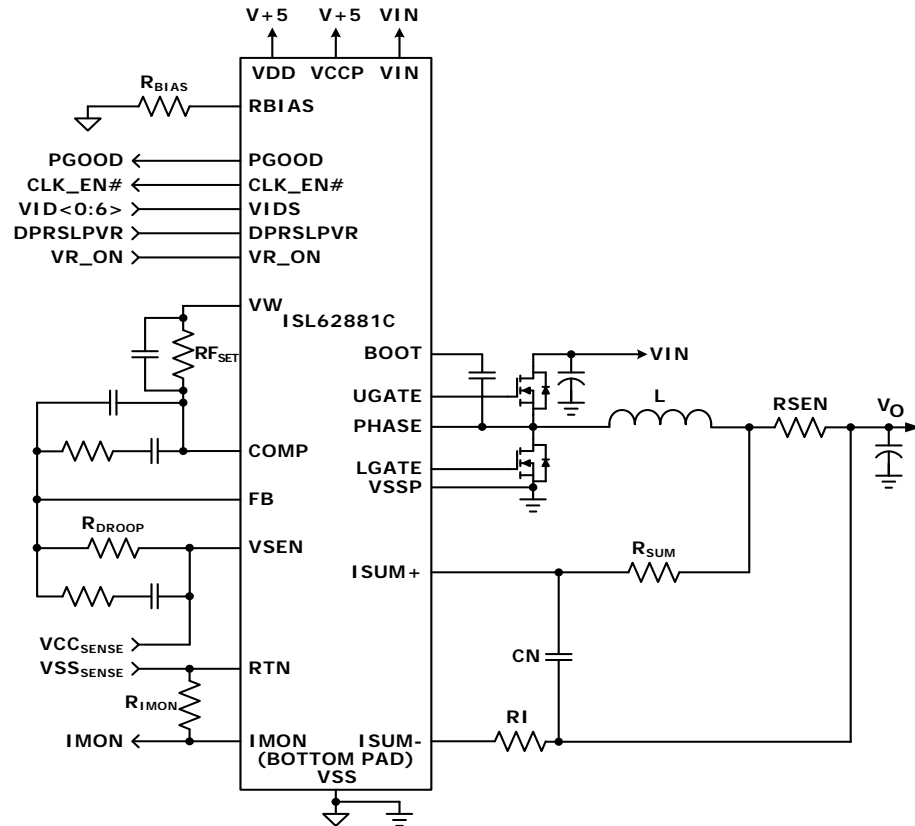 V+5 V+5 VIN
VDD VCCP VIN
RBIAS
RBIAS
PGOOD PGOOD
CLK_EN# CLK_EN#
VID<0:6> VIDS
DPRSLPVR DPRSLPVR
VR_ON VR_ON
VW
ISL62881C
RFSET
BOOT
VIN
UGATE
L
RSEN
VO
PHASE
COMP
LGATE
VSSP
FB
RDROOP
VSEN
RSUM
ISUM+
VCCSENSE
CN
VSSSENSE RTN
RIMON
RI
IMON IMON ISUM-
(BOTTOM PAD)
VSS